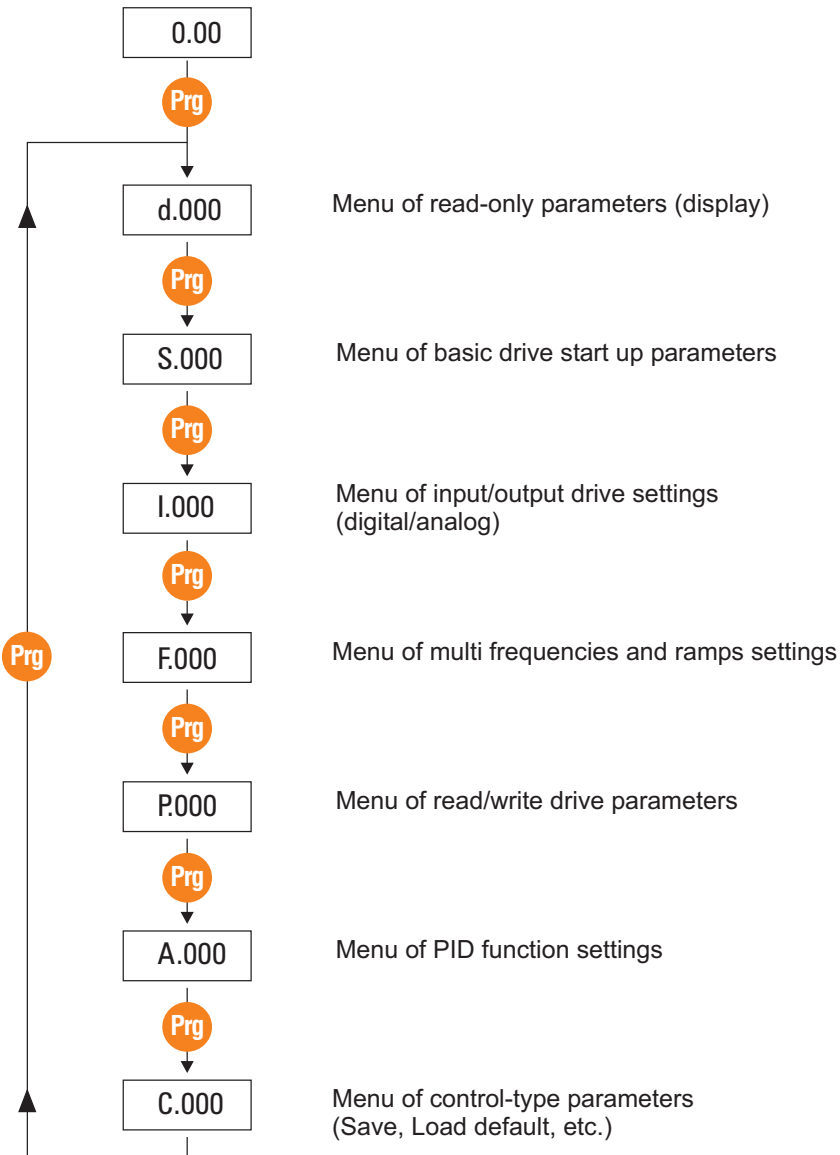 0.00
Prg
d.000 Menu of read-only parameters (display)
Prg
S.000 Menu of basic drive start up parameters
Prg
I.000 Menu of input/output drive settings
(digital/analog)
Prg
Prg F.000 Menu of multi frequencies and ramps settings
Prg
P.000 Menu of read/write drive parameters
Prg
A.000 Menu of PID function settings
Prg
C.000 Menu of control-type parameters
(Save, Load default, etc.)